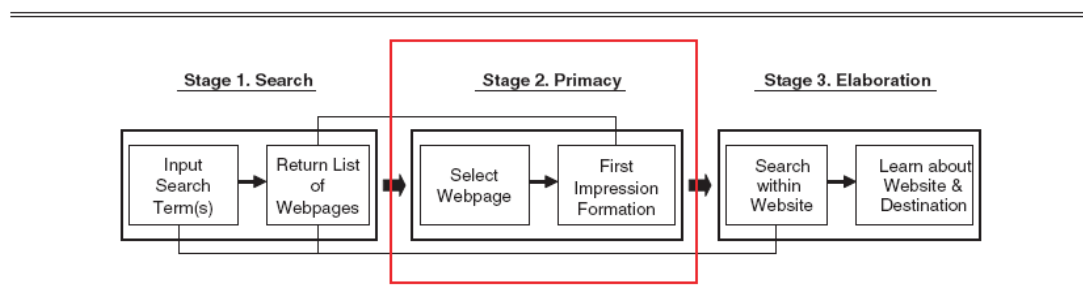 Stage 1. Search
Stage 2. Primacy
Stage 3. Elaboration
Input
Search
Term(s)
Return List
of
Webpages
Select
Webpage
First
Impression
Formation
Search
within
Website
Learn about
Website &
Destination